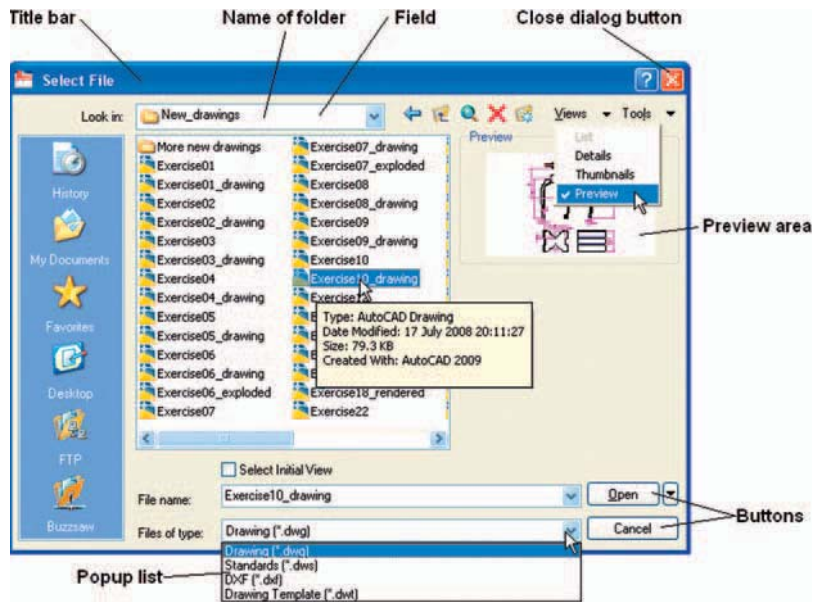 Title bar
Name of folder
Field
Close dialog button
Select File
Look in:
New_drawings
Views
Tools
More new drawings
Exercise01
Exercise01_drawing
Exercise02
Exercise02_drawing
Exercise03
Exercise03_drawing
Exercise04
Exercise04_drawing
Exercise05
Exercise05_drawing
Exercise06
Exercise06_drawing
Exercise06_exploded
Exercise07
Exercise07_drawing
Exercise07_exploded
Exercise08
Exercise08_drawing
Exercise09
Exercise09_drawing
Exercise10
Exercise10_drawing
Type: AutoCAD Drawing
Date Modified: 17 July 2008 20:11:27
Size: 79.3 KB
Created With: AutoCAD 2009
Exercise18_rendered
Exercise22
Preview
List
Details
Thumbnails
Preview
Preview area
History
My Documents
Favorites
Desktop
FTP
Buzzsaw
Select Initial View
File name:
Exercise10_drawing
Open
Files of type:
Drawing (*.dwg)
Cancel
Buttons
Drawing (*.dwg)
Standards (*.dws)
DXF (*.dxf)
Drawing Template (*.dwt)
Popup list